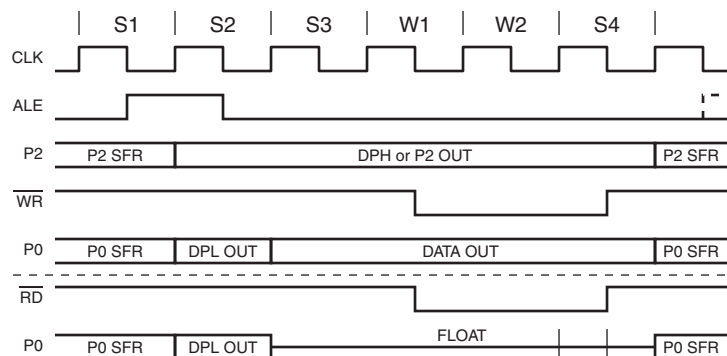 S1 S2 S3 W1 W2 S4
CLK
ALE
P2 P2 SFR DPH or P2 OUT P2 SFR
WR
P0 P0 SFR DPL OUT DATA OUT P0 SFR
RD
FLOAT
P0 P0 SFR DPL OUT P0 SFR